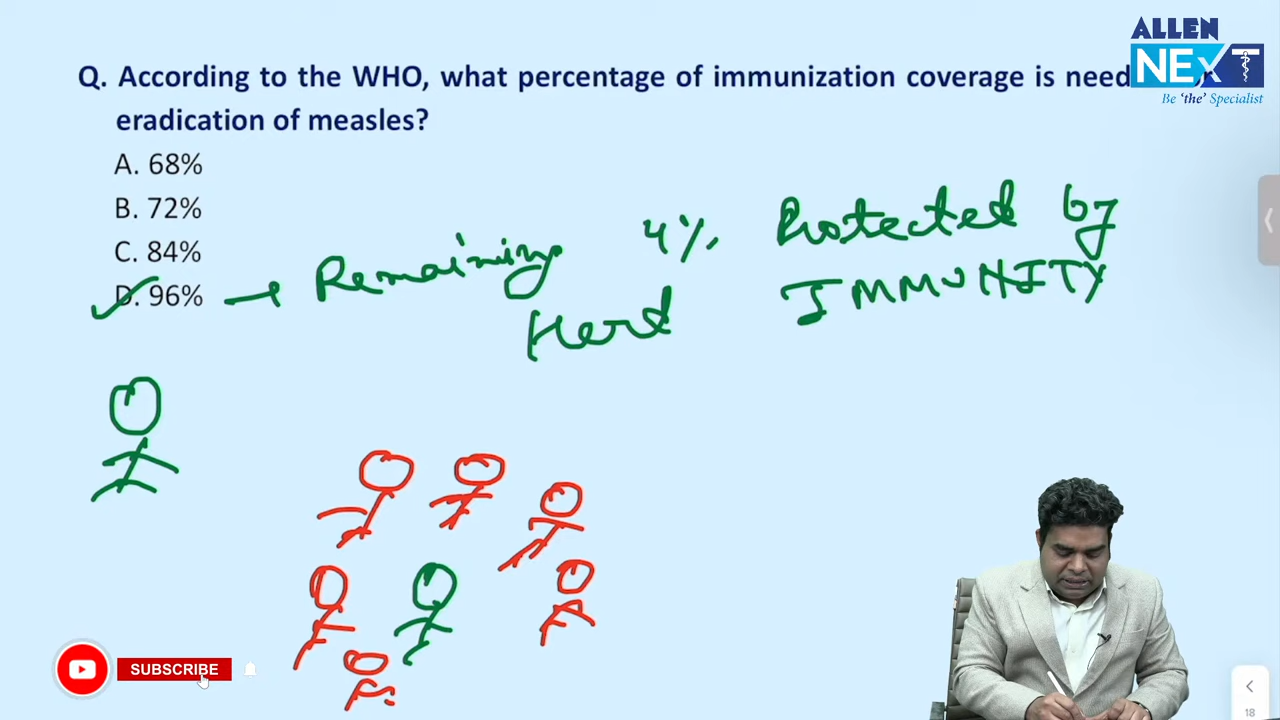 ALLEN
NEXT
Be 'the' Specialist
Q. According to the WHO, what percentage of immunization coverage is need
eradication of measles?
A. 68%
B. 72%
C. 84%
D. 96%
Remaining 4% Protected by
Herd IMMUNITY
SUBSCRIBE
18